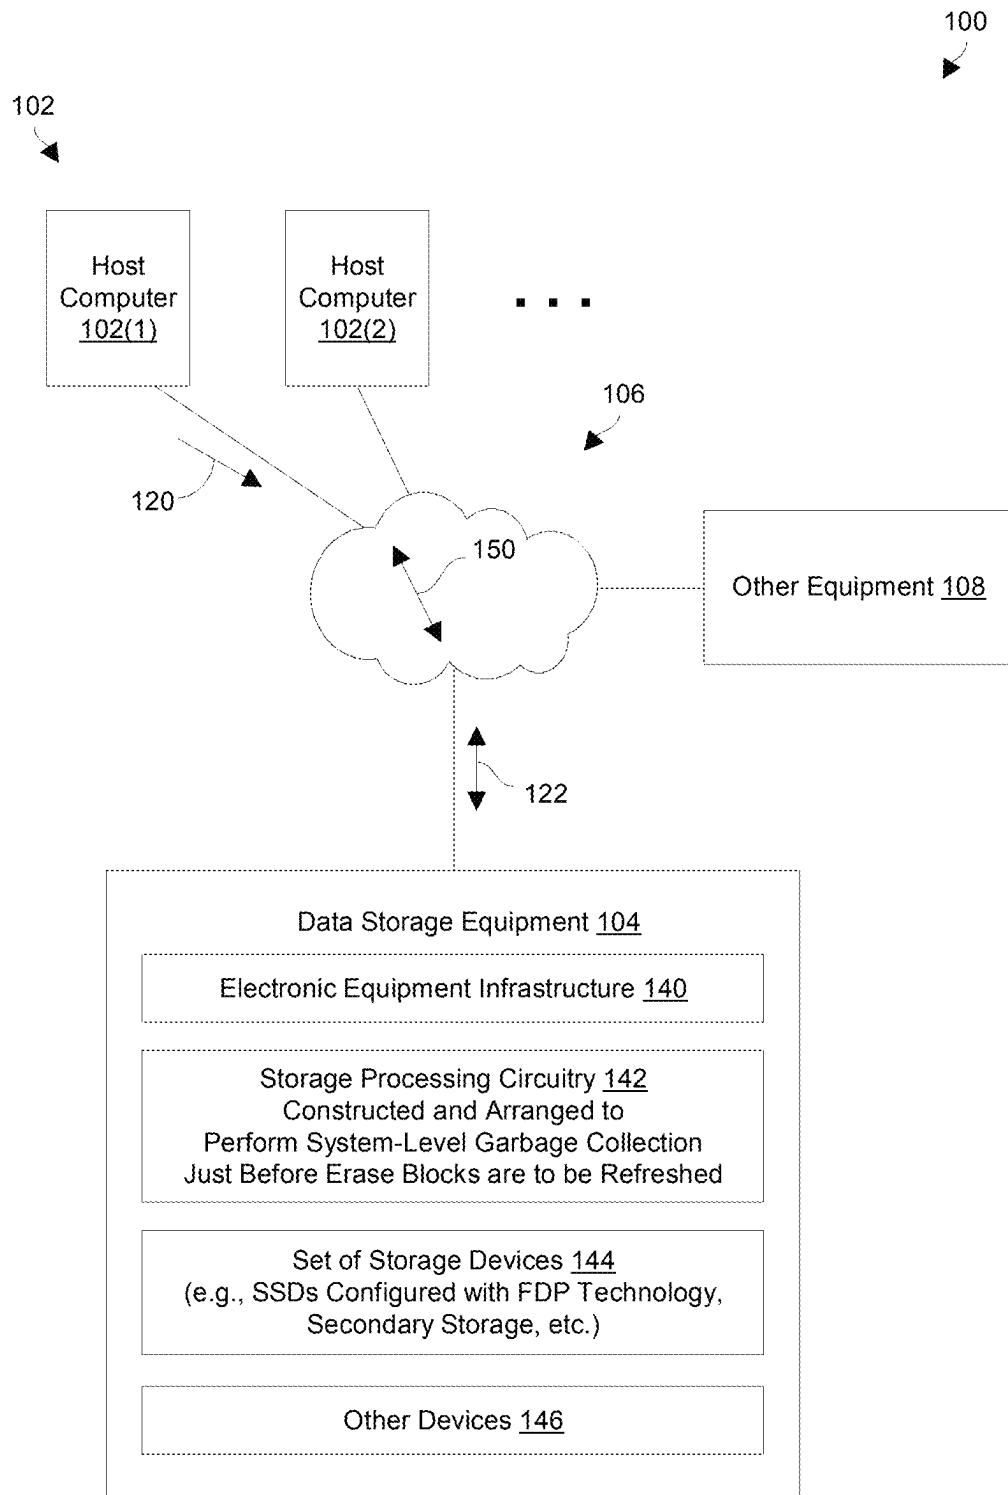 100
102
Host
Computer
102(1)
Host
Computer
102(2)
106
120
150
Other Equipment 108
122
Data Storage Equipment 104
Electronic Equipment Infrastructure 140
Storage Processing Circuitry 142
Constructed and Arranged to
Perform System-Level Garbage Collection
Just Before Erase Blocks are to be Refreshed
Set of Storage Devices 144
(e.g., SSDs Configured with FDP Technology,
Secondary Storage, etc.)
Other Devices 146